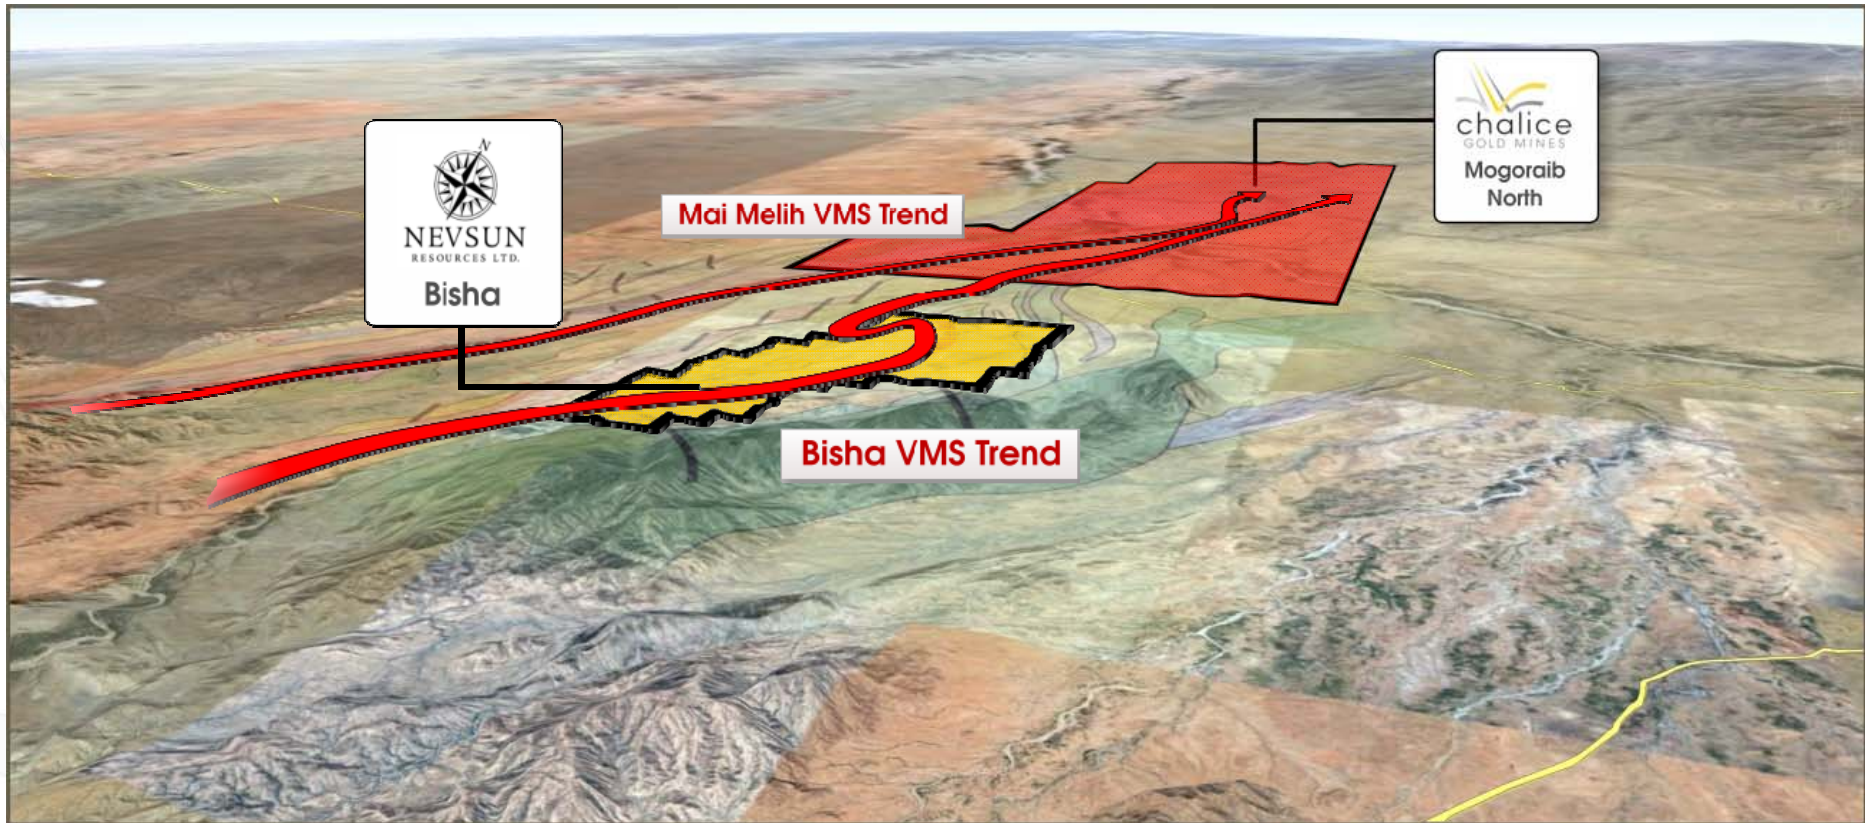 N
NEVSUN
RESOURCES LTD.
Bisha
Mai Melih VMS Trend
chalice
GOLD MINES
Mogoraib
North
Bisha VMS Trend